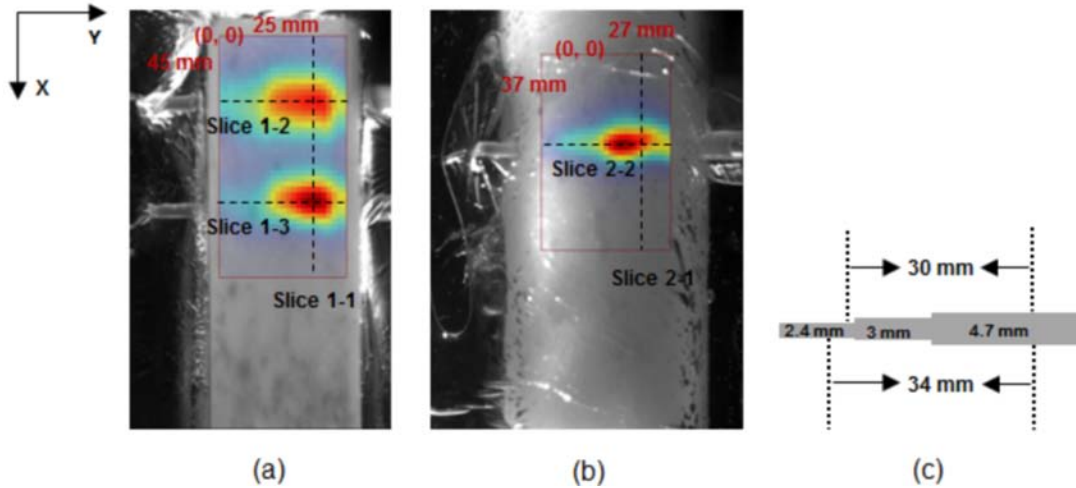 Y
X
(0, 0)
25 mm
45 mm
Slice 1-2
Slice 1-3
Slice 1-1
(a)
27 mm
(0, 0)
37 mm
Slice 2-2
Slice 2-1
(b)
30 mm
2.4 mm
3 mm
4.7 mm
34 mm
(c)